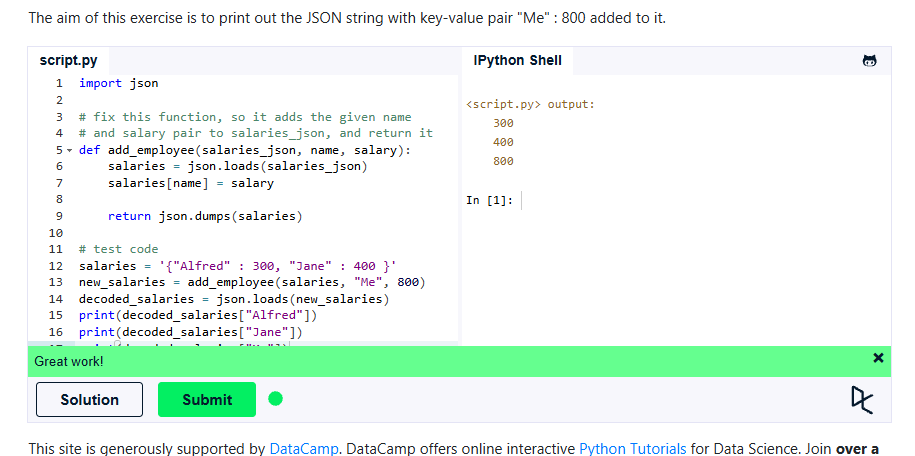 The aim of this exercise is to print out the JSON string with key-value pair "Me" : 800 added to it.
script.py
1 import json
2
3 # fix this function, so it adds the given name
4 # and salary pair to salaries_json, and return it
5 def add_employee(salaries_json, name, salary):
6     salaries = json.loads(salaries_json)
7     salaries[name] = salary
8
9     return json.dumps(salaries)
10
11 # test code
12 salaries = '{"Alfred" : 300, "Jane" : 400 }'
13 new_salaries = add_employee(salaries, "Me", 800)
14 decoded_salaries = json.loads(new_salaries)
15 print(decoded_salaries["Alfred"])
16 print(decoded_salaries["Jane"])
IPython Shell
<script.py> output:
    300
    400
    800
In [1]:
Great work!
Solution
Submit
This site is generously supported by DataCamp. DataCamp offers online interactive Python Tutorials for Data Science. Join over a